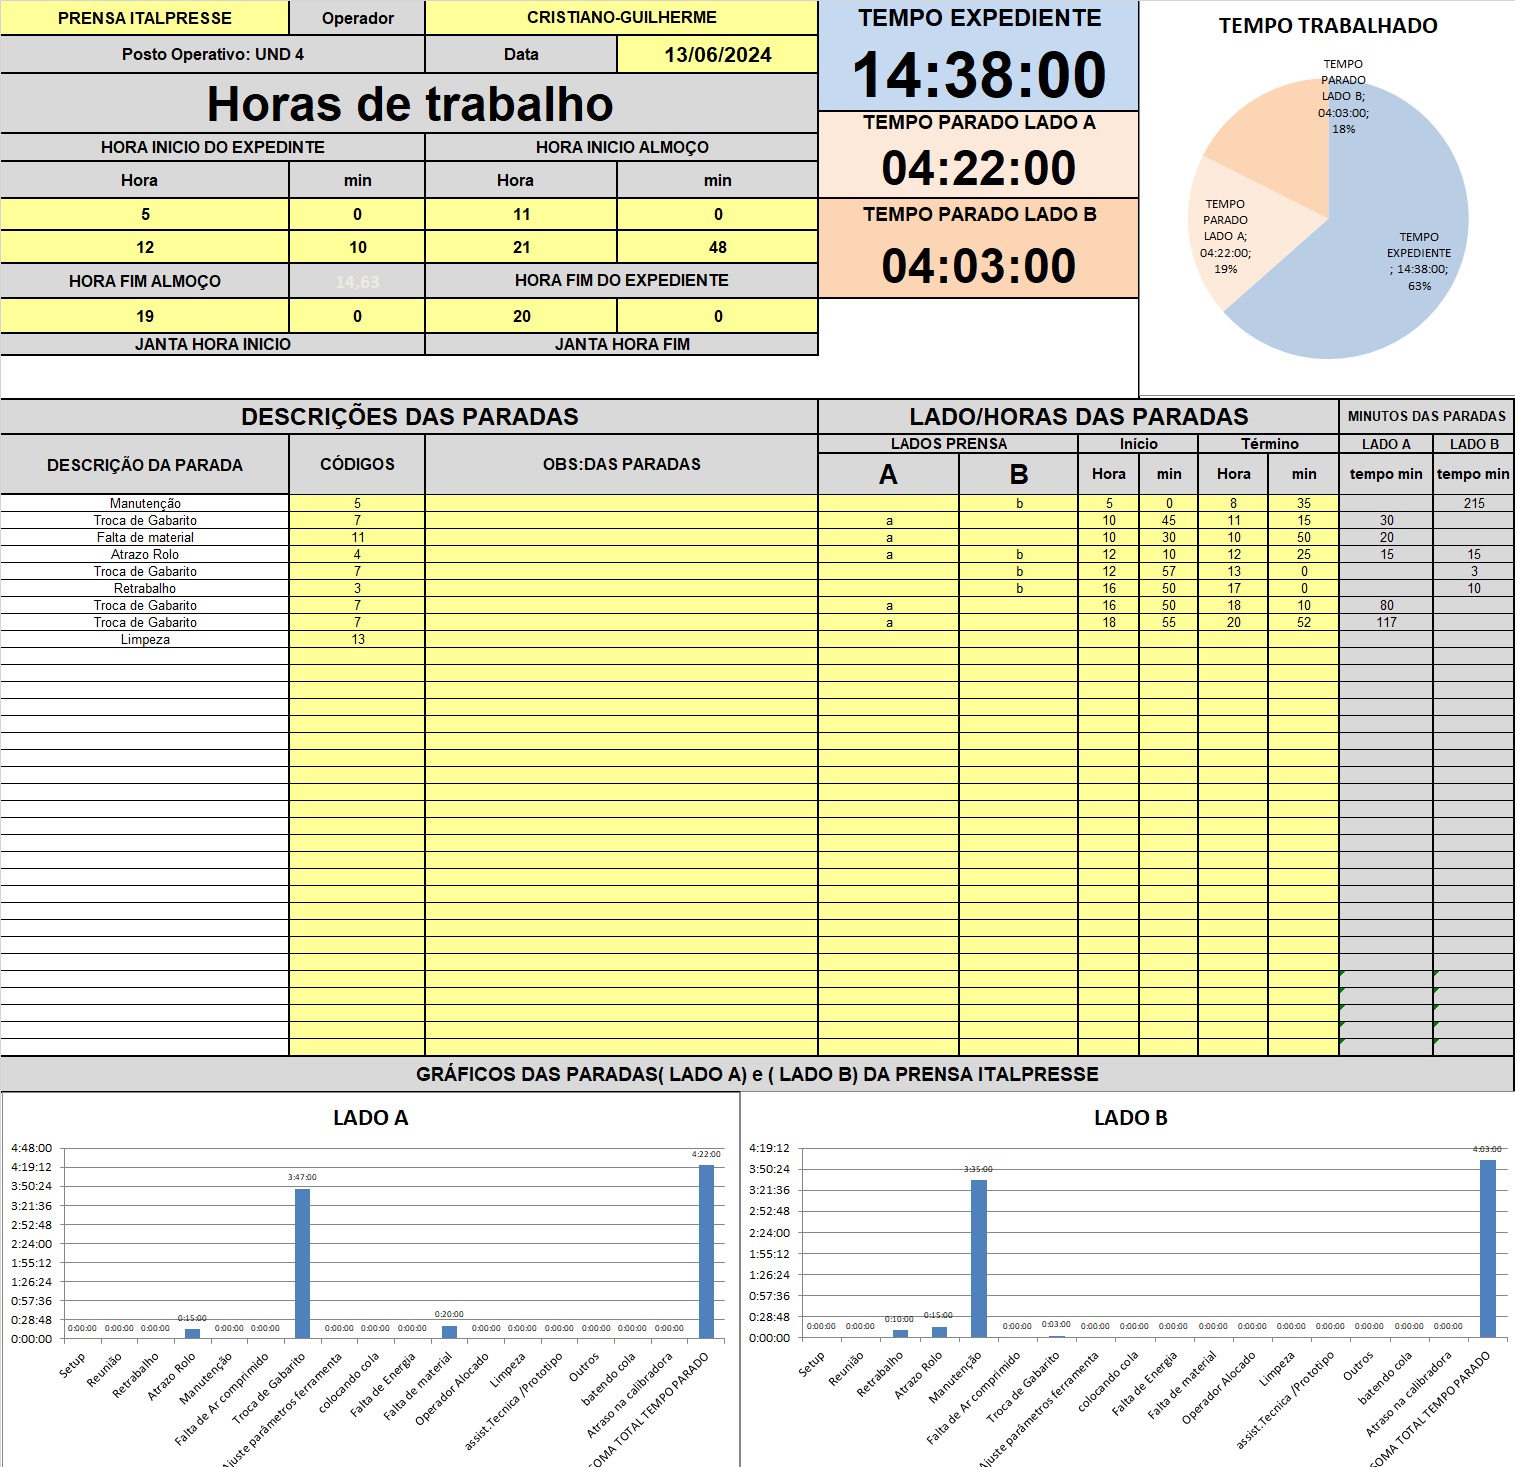 PRENSA ITALPRESSE Operador CRISTIANO-GUILHERME
Posto Operativo: UND 4 Data 13/06/2024
Horas de trabalho
HORA INICIO DO EXPEDINTE HORA INICIO ALMOÇO
Hora min Hora min
5 0 11 0
12 10 21 48
HORA FIM ALMOÇO 14,63 HORA FIM DO EXPEDIENTE
19 0 20 0
JANTA HORA INICIO JANTA HORA FIM
TEMPO EXPEDIENTE
14:38:00
TEMPO PARADO LADO A
04:22:00
TEMPO PARADO LADO B
04:03:00
TEMPO TRABALHADO
TEMPO
PARADO
LADO B;
04:03:00;
18%
TEMPO
PARADO
LADO A;
04:22:00;
19%
TEMPO
EXPEDIENTE
; 14:38:00;
63%
DESCRIÇÕES DAS PARADAS LADO/HORAS DAS PARADAS MINUTOS DAS PARADAS
DESCRIÇÃO DA PARADA CÓDIGOS OBS:DAS PARADAS
LADOS PRENSA Início Término LADO A LADO B
A B Hora min Hora min tempo min tempo min
Manutenção 5 b 5 0 8 35 215
Troca de Gabarito 7 a 10 45 11 15 30
Falta de material 11 a 10 30 10 50 20
Atrazo Rolo 4 a b 12 10 12 25 15 15
Troca de Gabarito 7 b 12 57 13 0 3
Retrabalho 3 b 16 50 17 0 10
Troca de Gabarito 7 a 16 50 18 10 80
Troca de Gabarito 7 a 18 55 20 52 117
Limpeza 13
GRÁFICOS DAS PARADAS( LADO A) e ( LADO B) DA PRENSA ITALPRESSE
LADO A
4:48:00
4:19:12
3:50:24
3:21:36
2:52:48
2:24:00
1:55:12
1:26:24
0:57:36
0:28:48
0:00:00
0:00:00 0:00:00 0:00:00 0:15:00 0:00:00 0:00:00 3:47:00 0:00:00 0:00:00 0:00:00 0:20:00 0:00:00 0:00:00 0:00:00 0:00:00 0:00:00 0:00:00 4:22:00
Setup
Reunião
Retrabalho
Atrazo Rolo
Manutenção
Falta de Ar comprimido
Troca de Gabarito
Ajuste parâmetros ferramenta
colocando cola
Falta de Energia
Falta de material
Operador Alocado
Limpeza
assist.Tecnica /Prototipo
Outros
batendo cola
Atraso na calibradora
SOMA TOTAL TEMPO PARADO
LADO B
4:19:12
3:50:24
3:21:36
2:52:48
2:24:00
1:55:12
1:26:24
0:57:36
0:28:48
0:00:00
0:00:00 0:00:00 0:10:00 0:15:00 3:35:00 0:00:00 0:03:00 0:00:00 0:00:00 0:00:00 0:00:00 0:00:00 0:00:00 0:00:00 0:00:00 0:00:00 0:00:00 4:03:00
Setup
Reunião
Retrabalho
Atrazo Rolo
Manutenção
Falta de Ar comprimido
Troca de Gabarito
Ajuste parâmetros ferramenta
colocando cola
Falta de Energia
Falta de material
Operador Alocado
Limpeza
assist.Tecnica /Prototipo
Outros
batendo cola
Atraso na calibradora
SOMA TOTAL TEMPO PARADO